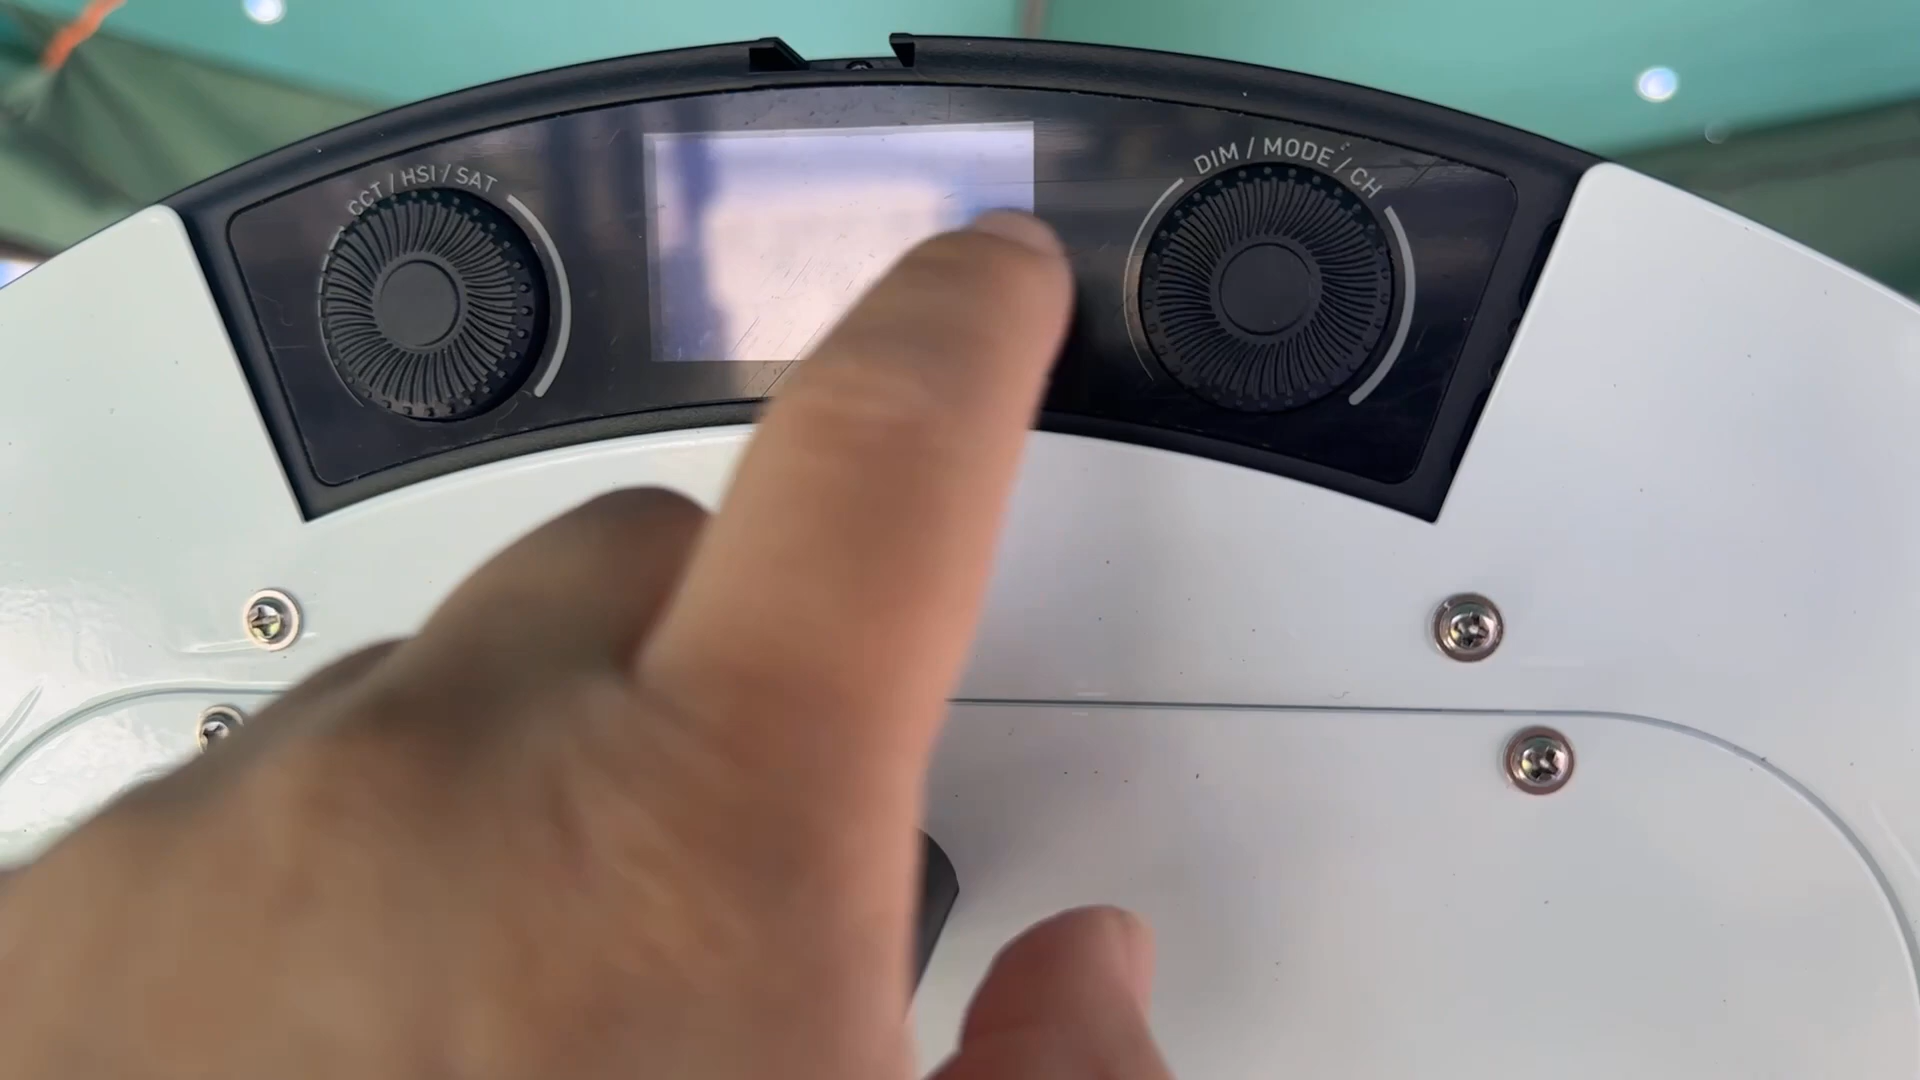 CCT / HSI / SAT
DIM / MODE / CH